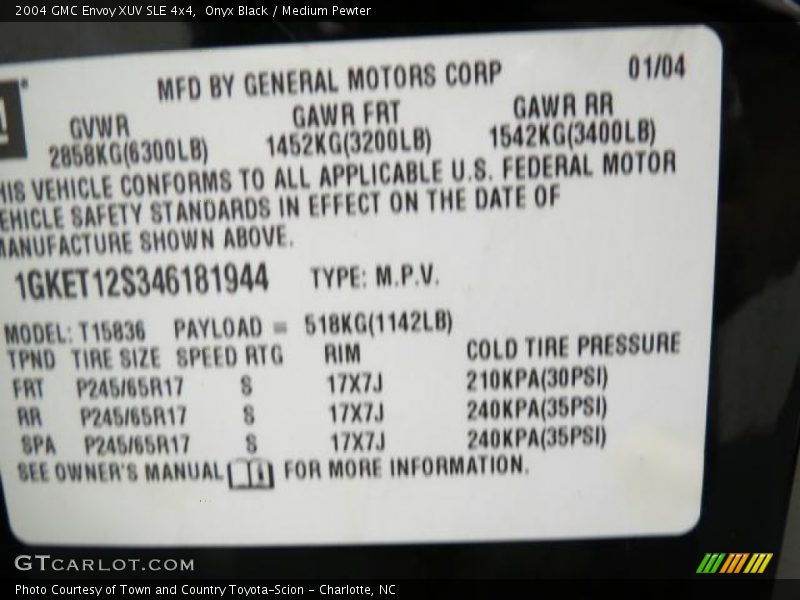 2004 GMC Envoy XUV SLE 4x4, Onyx Black / Medium Pewter
MFD BY GENERAL MOTORS CORP 01/04
GVWR GAWR FRT GAWR RR
2858KG(6300LB) 1452KG(3200LB) 1542KG(3400LB)
HIS VEHICLE CONFORMS TO ALL APPLICABLE U.S. FEDERAL MOTOR
EHICLE SAFETY STANDARDS IN EFFECT ON THE DATE OF
MANUFACTURE SHOWN ABOVE.
1GKET12S346181944 TYPE: M.P.V.
MODEL: T15836 PAYLOAD = 518KG(1142LB)
TPND TIRE SIZE SPEED RTG RIM COLD TIRE PRESSURE
FRT P245/65R17 S 17X7J 210KPA(30PSI)
RR P245/65R17 S 17X7J 240KPA(35PSI)
SPA P245/65R17 S 17X7J 240KPA(35PSI)
SEE OWNER'S MANUAL FOR MORE INFORMATION.
GTCARLOT.COM
Photo Courtesy of Town and Country Toyota-Scion - Charlotte, NC